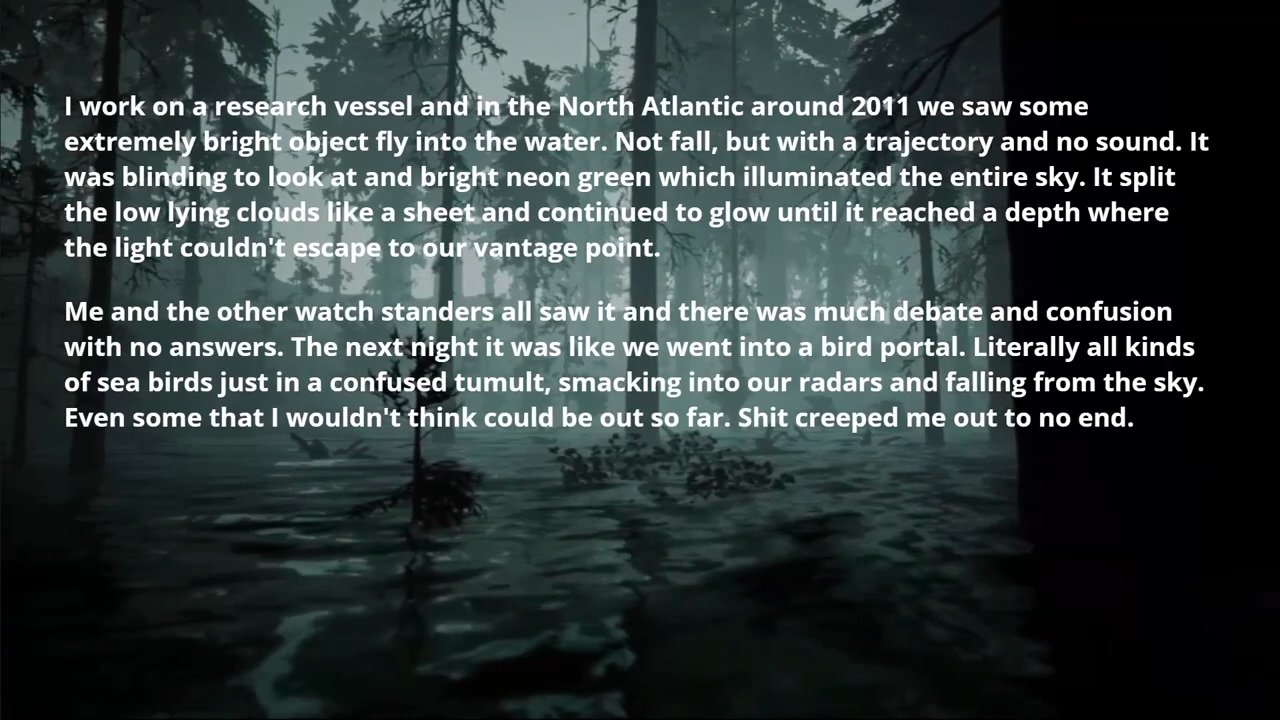 I work on a research vessel and in the North Atlantic around 2011 we saw some
extremely bright object fly into the water. Not fall, but with a trajectory and no sound. It
was blinding to look at and bright neon green which illuminated the entire sky. It split
the low lying clouds like a sheet and continued to glow until it reached a depth where
the light couldn't escape to our vantage point.
Me and the other watch standers all saw it and there was much debate and confusion
with no answers. The next night it was like we went into a bird portal. Literally all kinds
of sea birds just in a confused tumult, smacking into our radars and falling from the sky.
Even some that I wouldn't think could be out so far. Shit creeped me out to no end.